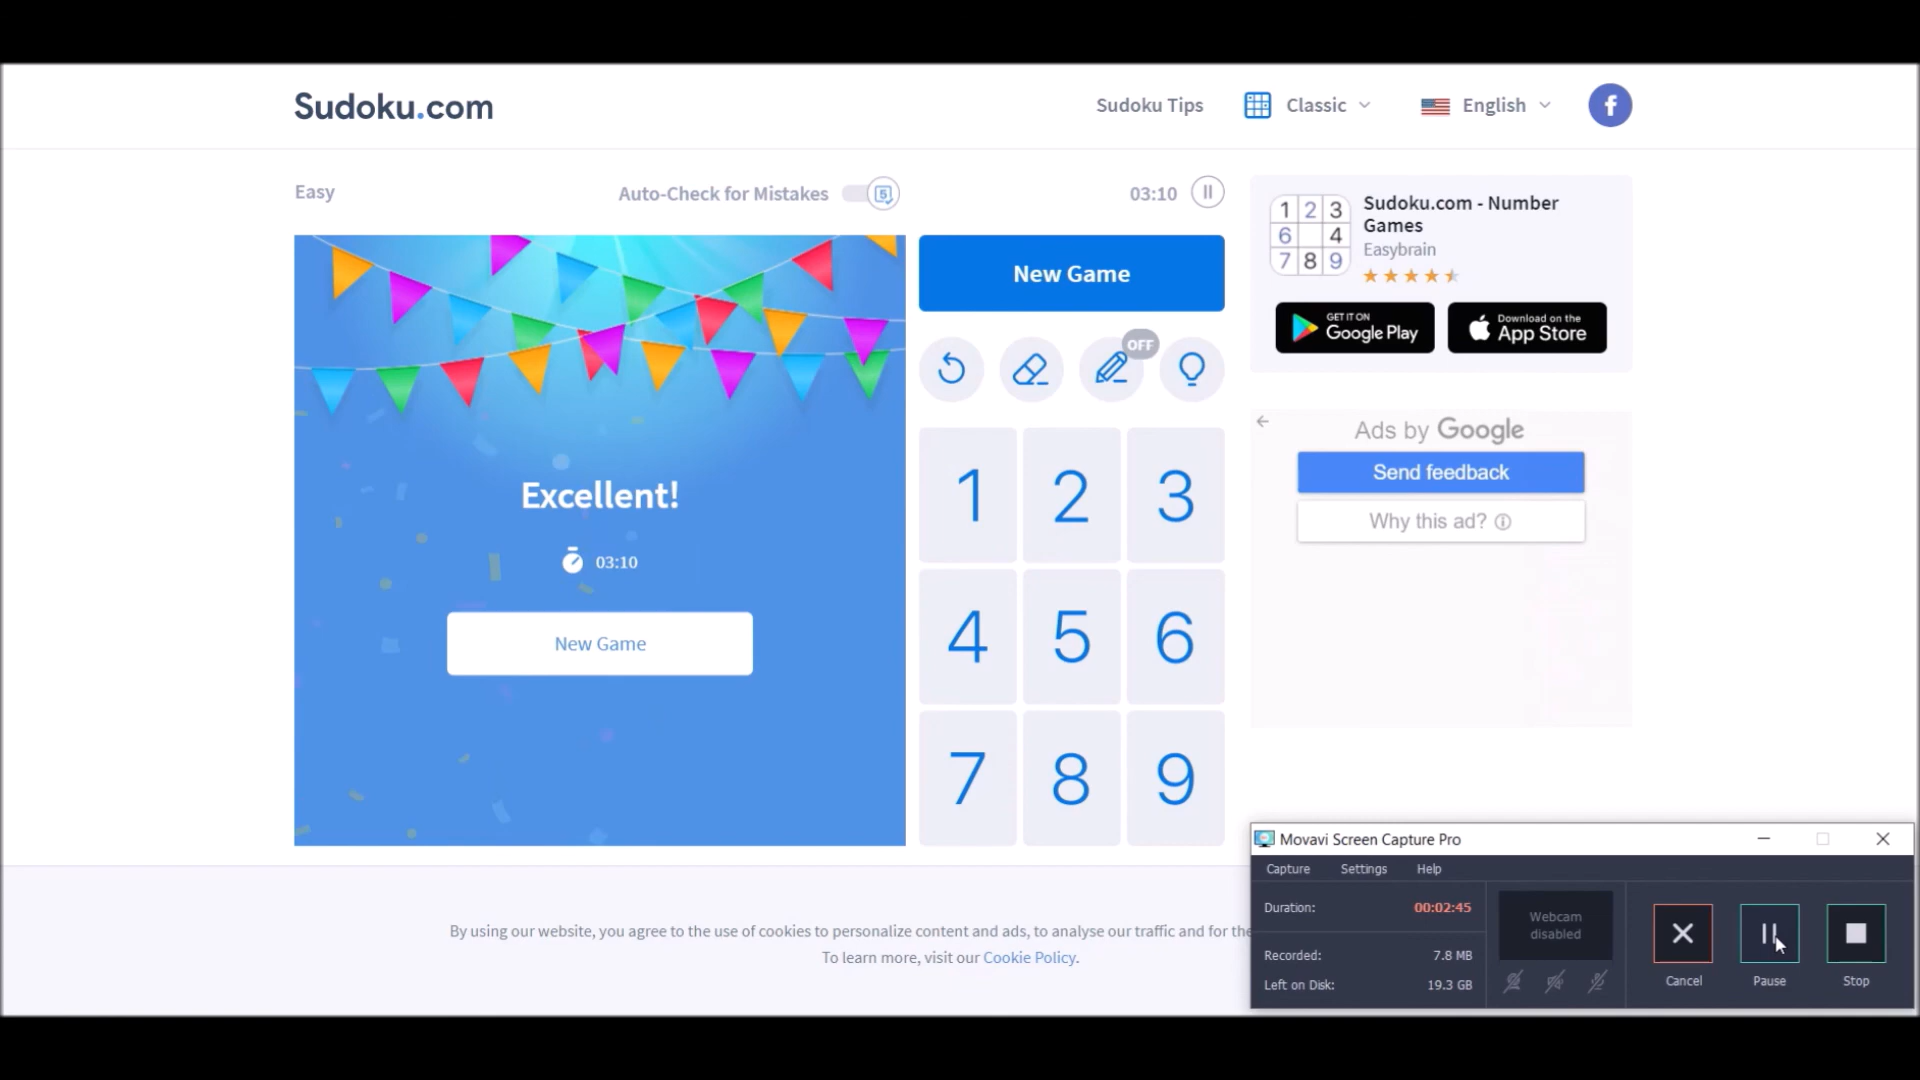 Sudoku.com
Sudoku Tips
Classic
English
Easy
Auto-Check for Mistakes
03:10
New Game
OFF
Excellent!
03:10
New Game
1 2 3
4 5 6
7 8 9
1 2 3
6 4
7 8 9
Sudoku.com - Number
Games
Easybrain
GET IT ON
Google Play
Download on the
App Store
Ads by Google
Send feedback
Why this ad?
By using our website, you agree to the use of cookies to personalize content and ads, to analyse our traffic and for the
To learn more, visit our Cookie Policy.
Movavi Screen Capture Pro
Capture Settings Help
Duration: 00:02:45
Recorded: 7.8 MB
Left on Disk: 19.3 GB
Webcam
disabled
Cancel
Pause
Stop